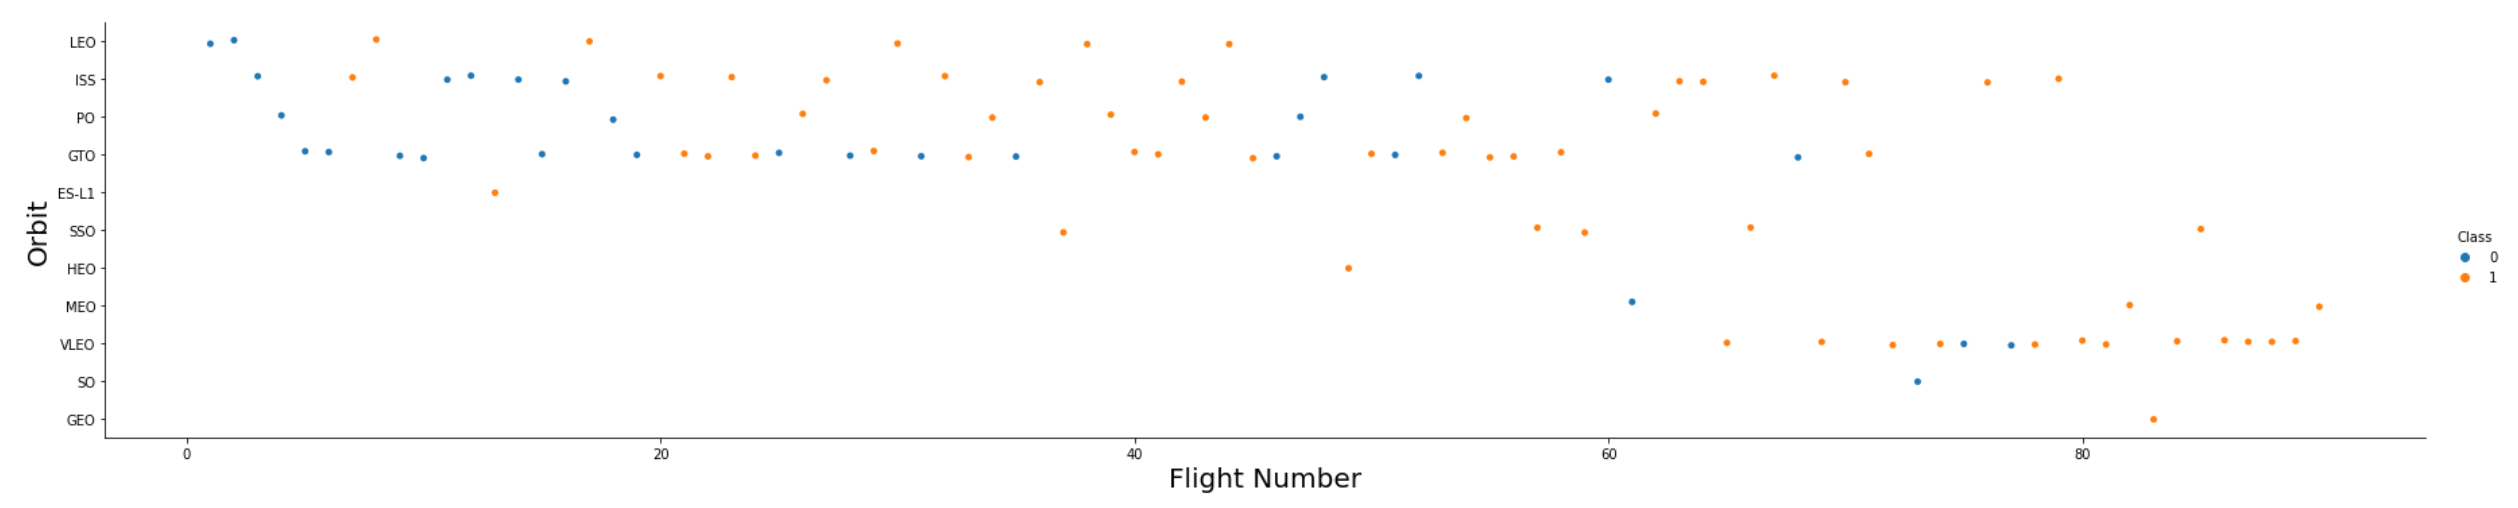 LEO
ISS
PO
GTO
ES-L1
SSO
HEO
MEO
VLEO
SO
GEO
Orbit
0 20 40 60 80
Flight Number
Class
0
1